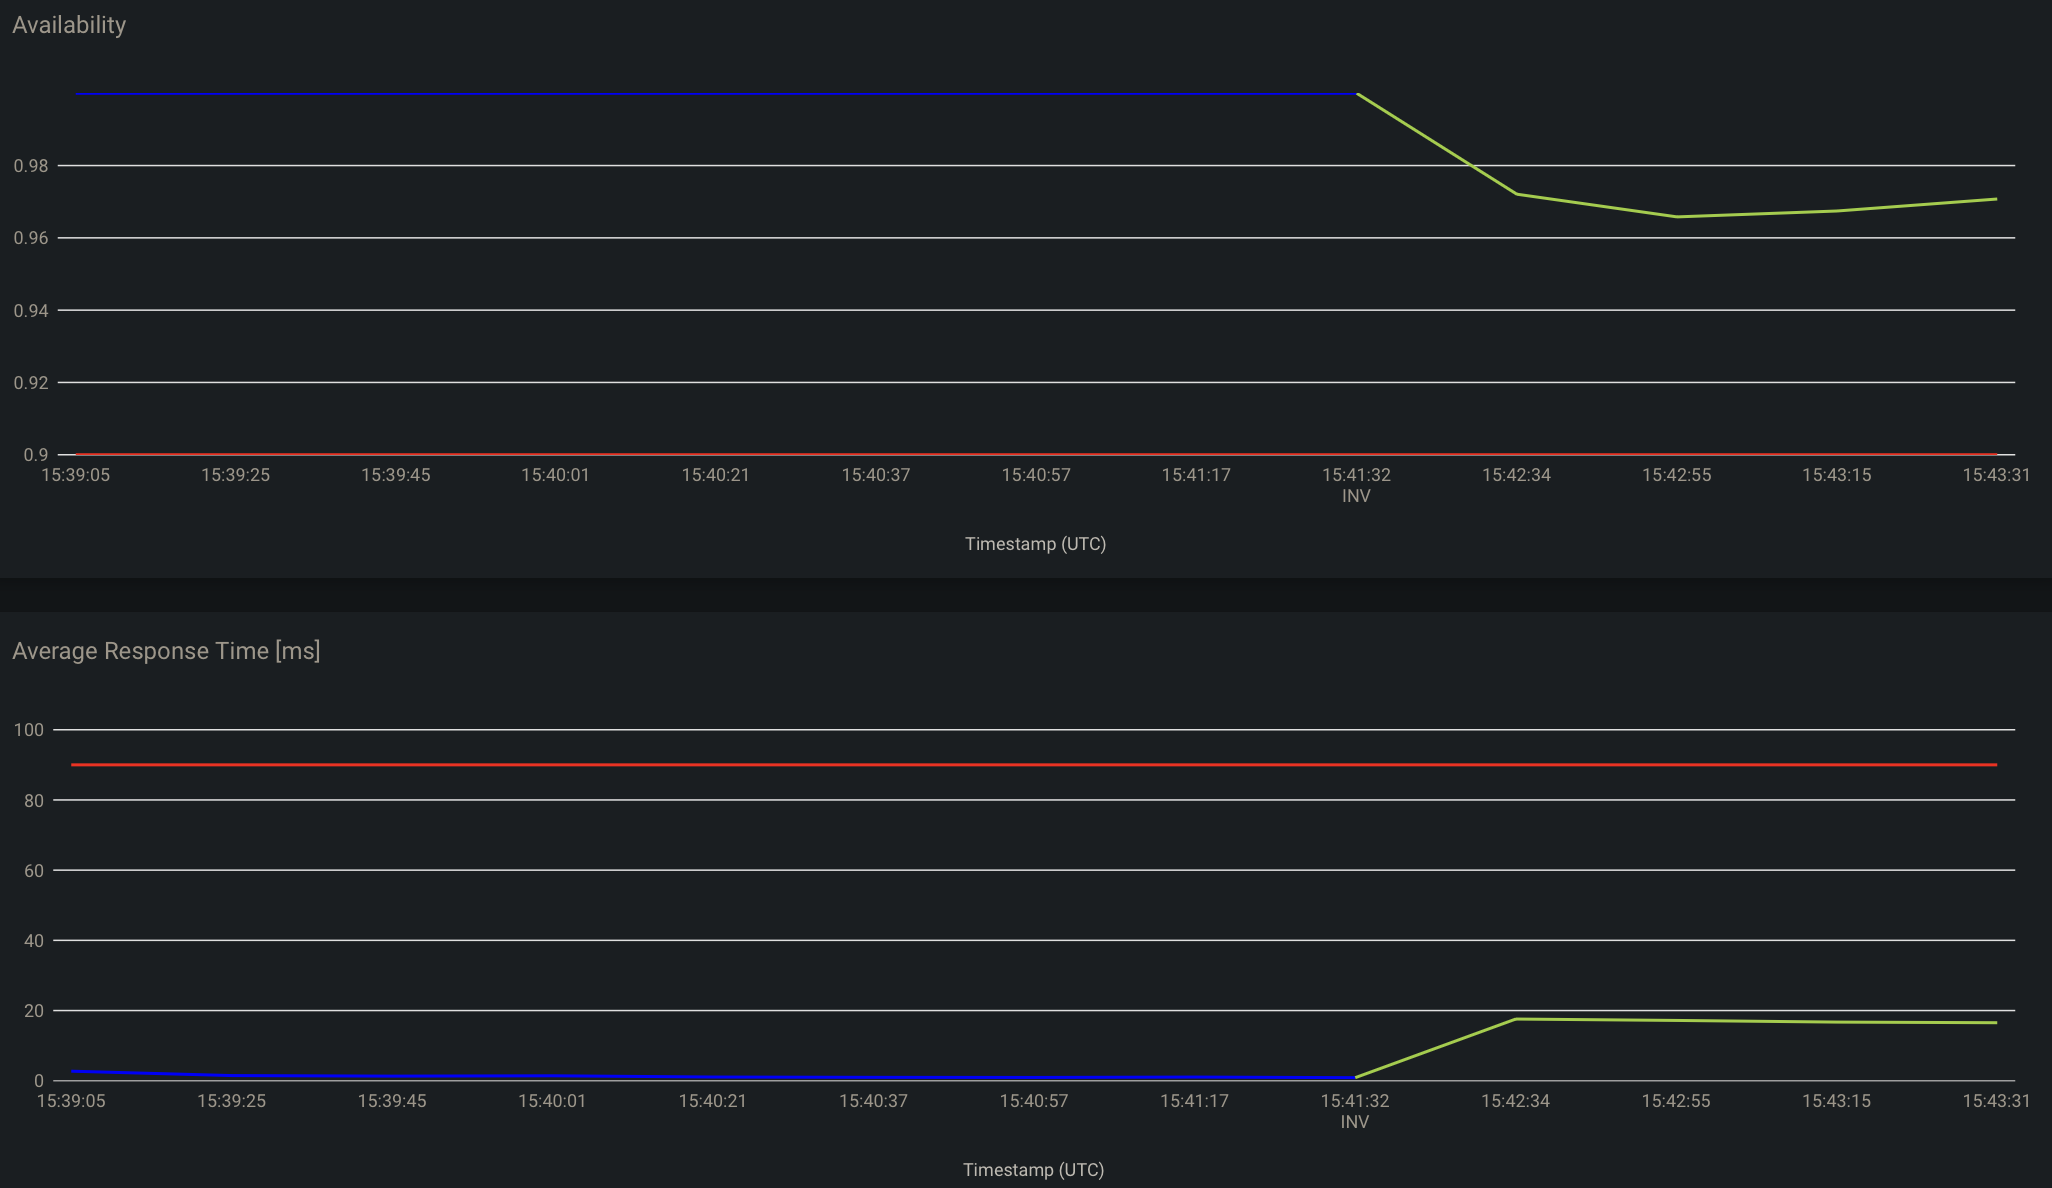 Availability
0.98
0.96
0.94
0.92
0.9
15:39:05 15:39:25 15:39:45 15:40:01 15:40:21 15:40:37 15:40:57 15:41:17 15:41:32 15:42:34 15:42:55 15:43:15 15:43:31
INV
Timestamp (UTC)
Average Response Time [ms]
100
80
60
40
20
0
15:39:05 15:39:25 15:39:45 15:40:01 15:40:21 15:40:37 15:40:57 15:41:17 15:41:32 15:42:34 15:42:55 15:43:15 15:43:31
INV
Timestamp (UTC)